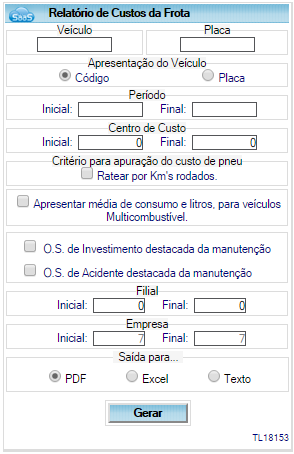 SaaS Relatório de Custos da Frota
Veículo Placa
Apresentação do Veículo
Código Placa
Período
Inicial: Final:
Centro de Custo
Inicial: 0 Final: 0
Critério para apuração do custo de pneu
Ratear por Km's rodados.
Apresentar média de consumo e litros, para veículos
Multicombustível.
O.S. de Investimento destacada da manutenção
O.S. de Acidente destacada da manutenção
Filial
Inicial: 0 Final: 0
Empresa
Inicial: 7 Final: 7
Saída para...
PDF Excel Texto
Gerar
TL18153